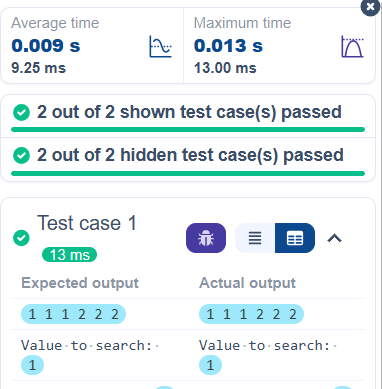 Average time
Maximum time
0.009 s
0.013 s
9.25 ms
13.00 ms
2 out of 2 shown test case(s) passed
2 out of 2 hidden test case(s) passed
Test case 1
13 ms
Expected output
Actual output
1 1 1 2 2 2
1 1 1 2 2 2
Value·to·search:·
Value·to·search:·
1
1